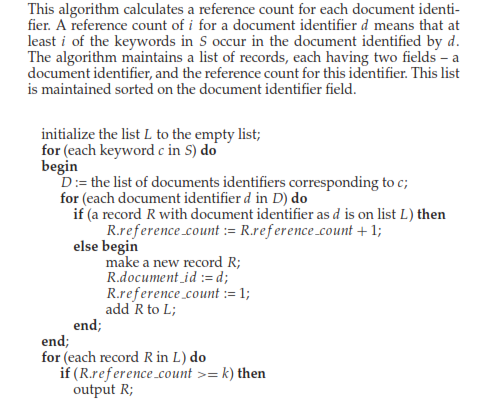 This algorithm calculates a reference count for each document identi-
fier. A reference count of i for a document identifier d means that at
least i of the keywords in S occur in the document identified by d.
The algorithm maintains a list of records, each having two fields – a
document identifier, and the reference count for this identifier. This list
is maintained sorted on the document identifier field.
initialize the list L to the empty list;
for (each keyword c in S) do
begin
D := the list of documents identifiers corresponding to c;
for (each document identifier d in D) do
if (a record R with document identifier as d is on list L) then
R.reference_count := R.reference_count + 1;
else begin
make a new record R;
R.document_id := d;
R.reference_count := 1;
add R to L;
end;
end;
for (each record R in L) do
if (R.reference_count >= k) then
output R;